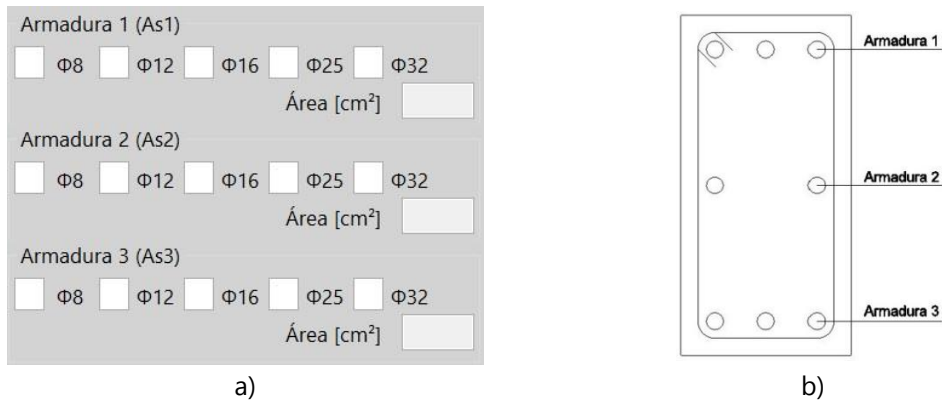 Armadura 1 (As1)
Φ8 Φ12 Φ16 Φ25 Φ32
Área [cm²]
Armadura 2 (As2)
Φ8 Φ12 Φ16 Φ25 Φ32
Área [cm²]
Armadura 3 (As3)
Φ8 Φ12 Φ16 Φ25 Φ32
Área [cm²]
a)
Armadura 1
Armadura 2
Armadura 3
b)